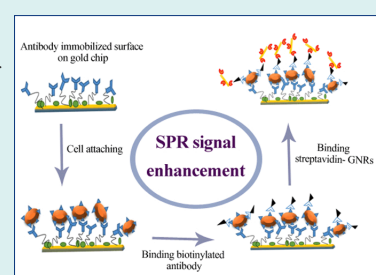 Antibody immobilized surface
on gold chip
Cell attaching
SPR signal
enhancement
Binding
streptavidin- GNRs
Binding biotinylated
antibody